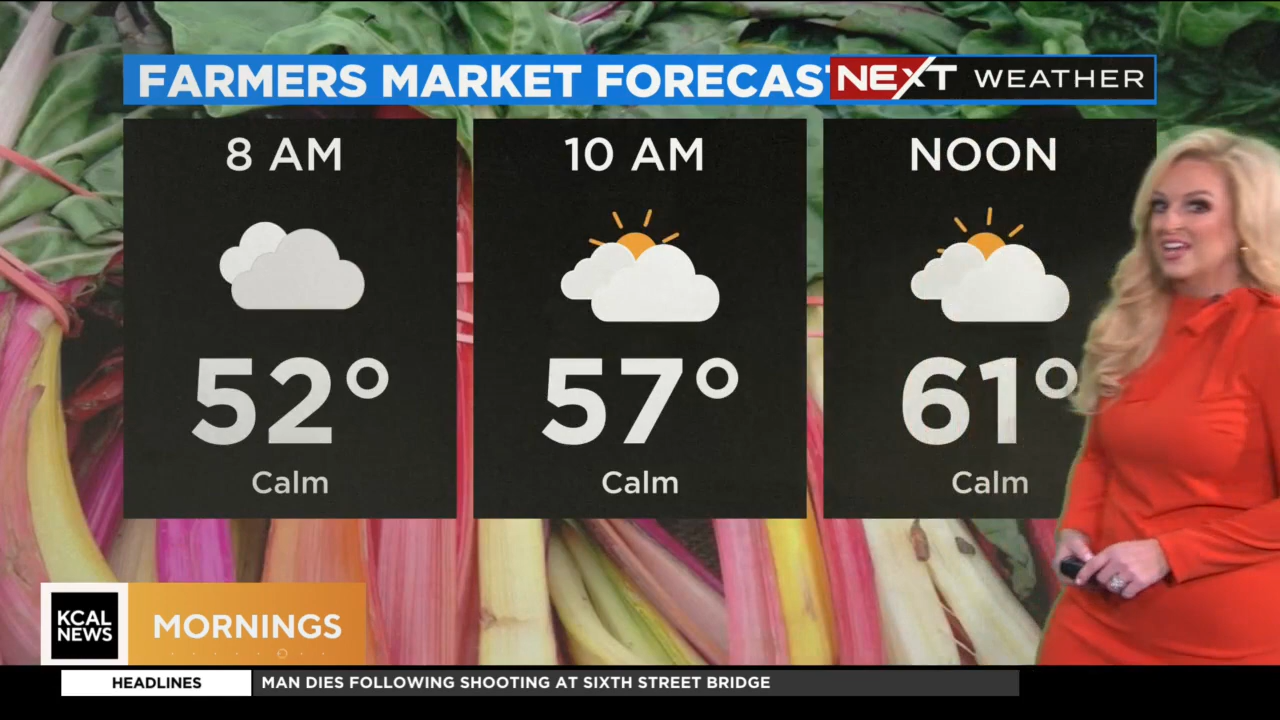 FARMERS MARKET FORECAS
NEXT WEATHER
8 AM
10 AM
NOON
52°
57°
61°
Calm
Calm
Calm
KCAL
NEWS
MORNINGS
HEADLINES
MAN DIES FOLLOWING SHOOTING AT SIXTH STREET BRIDGE